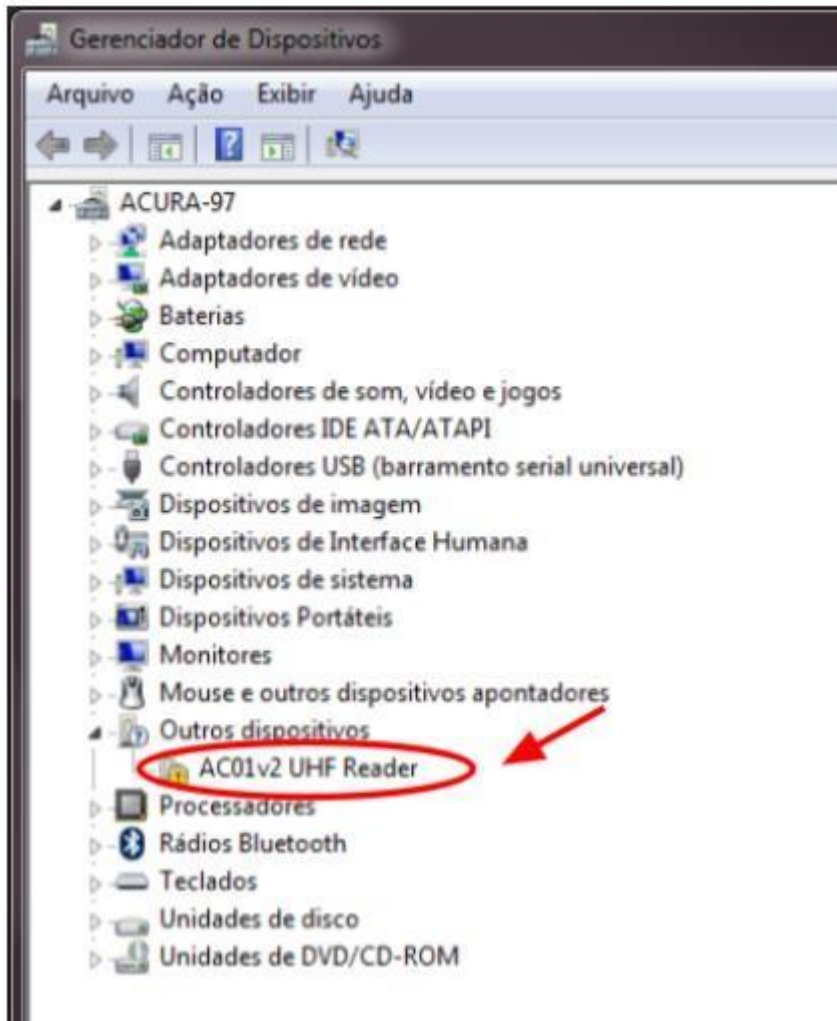 Gerenciador de Dispositivos
Arquivo Ação Exibir Ajuda
ACURA-97
Adaptadores de rede
Adaptadores de vídeo
Baterias
Computador
Controladores de som, vídeo e jogos
Controladores IDE ATA/ATAPI
Controladores USB (barramento serial universal)
Dispositivos de imagem
Dispositivos de Interface Humana
Dispositivos de sistema
Dispositivos Portáteis
Monitores
Mouse e outros dispositivos apontadores
Outros dispositivos
AC01v2 UHF Reader
Processadores
Rádios Bluetooth
Teclados
Unidades de disco
Unidades de DVD/CD-ROM